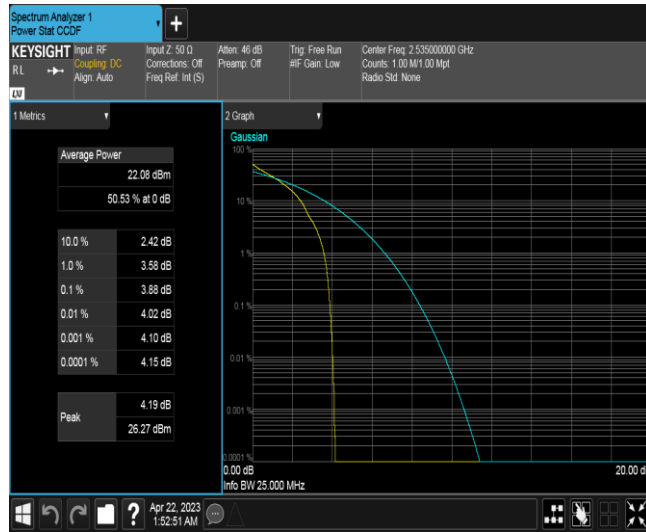 Spectrum Analyzer 1
Power Stat CCDF
+
KEYSIGHT
RL
LXI
Input: RF
Coupling: DC
Align: Auto
Input Z: 50 Ω
Corrections: Off
Freq Ref: Int (S)
Atten: 46 dB
Preamp: Off
Trig: Free Run
#IF Gain: Low
Center Freq: 2.535000000 GHz
Counts: 1.00 M/1.00 Mpt
Radio Std: None
1 Metrics
Average Power
22.08 dBm
50.53 % at 0 dB
10.0 % 2.42 dB
1.0 % 3.58 dB
0.1 % 3.88 dB
0.01 % 4.02 dB
0.001 % 4.10 dB
0.0001 % 4.15 dB
Peak
4.19 dB
26.27 dBm
2 Graph
Gaussian
100 %
10 %
1 %
0.1 %
0.01 %
0.001 %
0.0001 %
0.00 dB
20.00 d
Info BW 25.000 MHz
?
Apr 22, 2023
1:52:51 AM